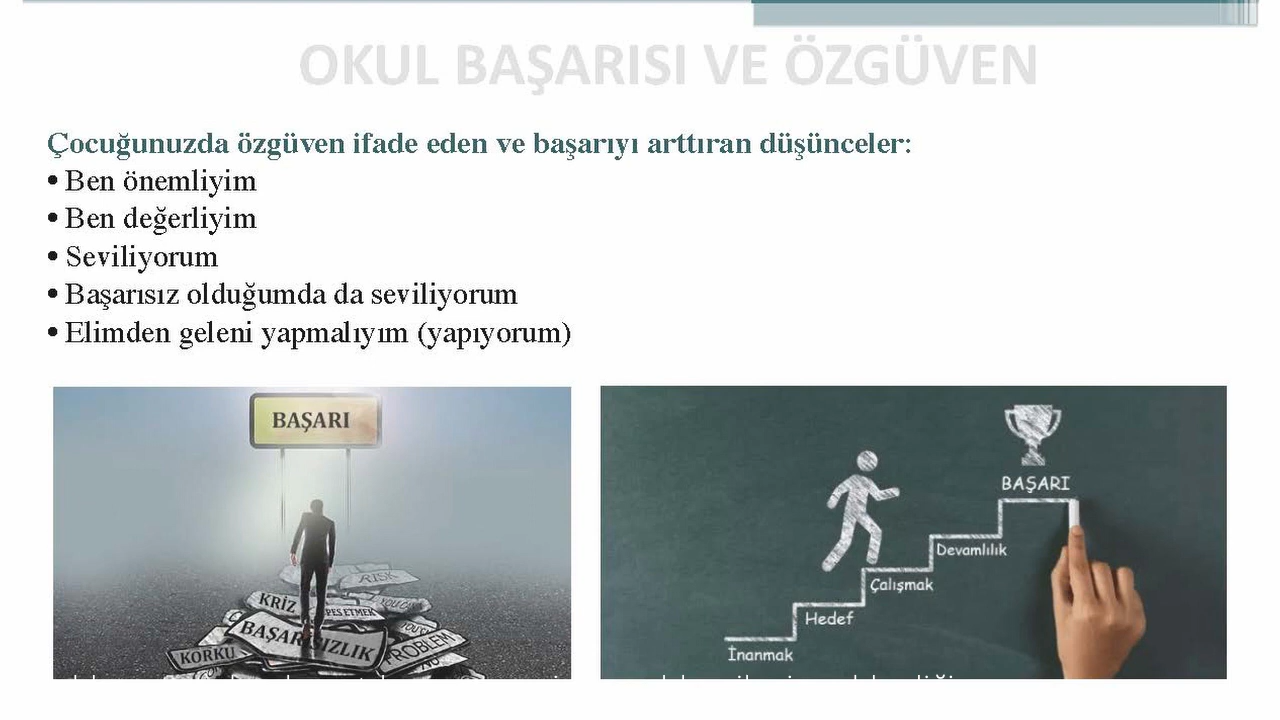 OKUL BAŞARISI VE ÖZGÜVEN
Çocuğunuzda özgüven ifade eden ve başarıyı arttıran düşünceler:
• Ben önemliyim
• Ben değerliyim
• Seviliyorum
• Başarısız olduğumda da seviliyorum
• Elimden geleni yapmalıyım (yapıyorum)
BAŞARI
RISK
KRİZ
PES ETMEK
BAŞARISIZLIK
KORKU
PROBLEM
BAŞARI
Devamlılık
Çalışmak
Hedef
İnanmak